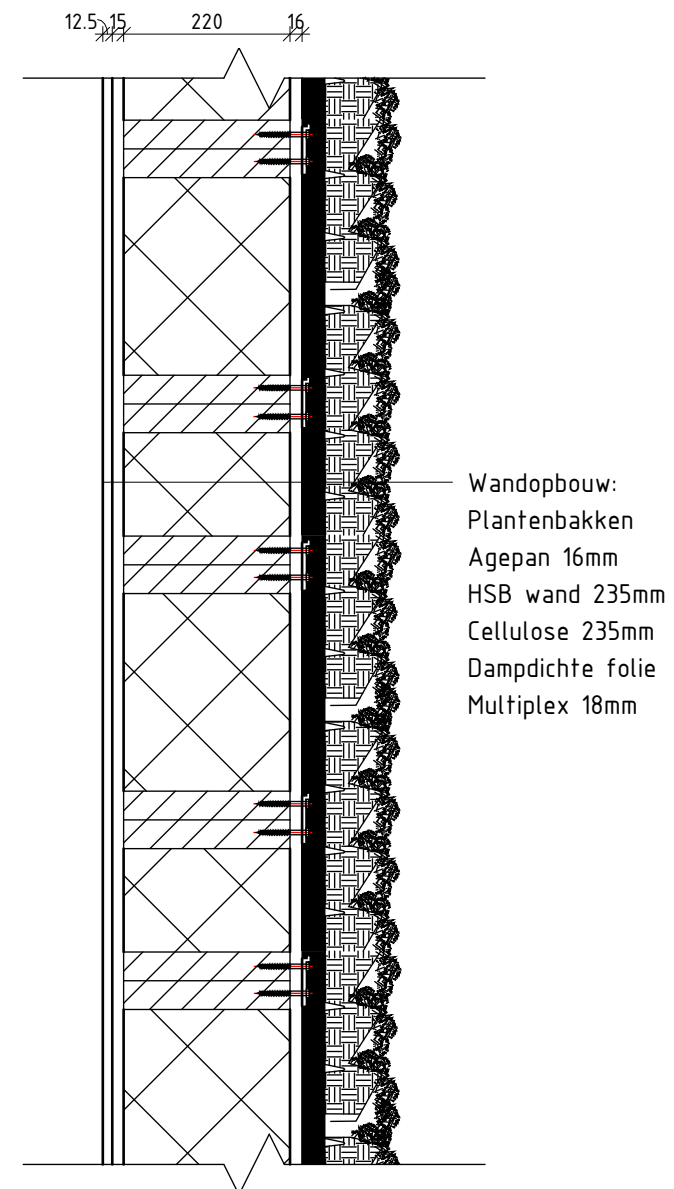 12.5 15 220 16
Wandopbouw:
Plantenbakken
Agepan 16mm
HSB wand 235mm
Cellulose 235mm
Dampdichte folie
Multiplex 18mm